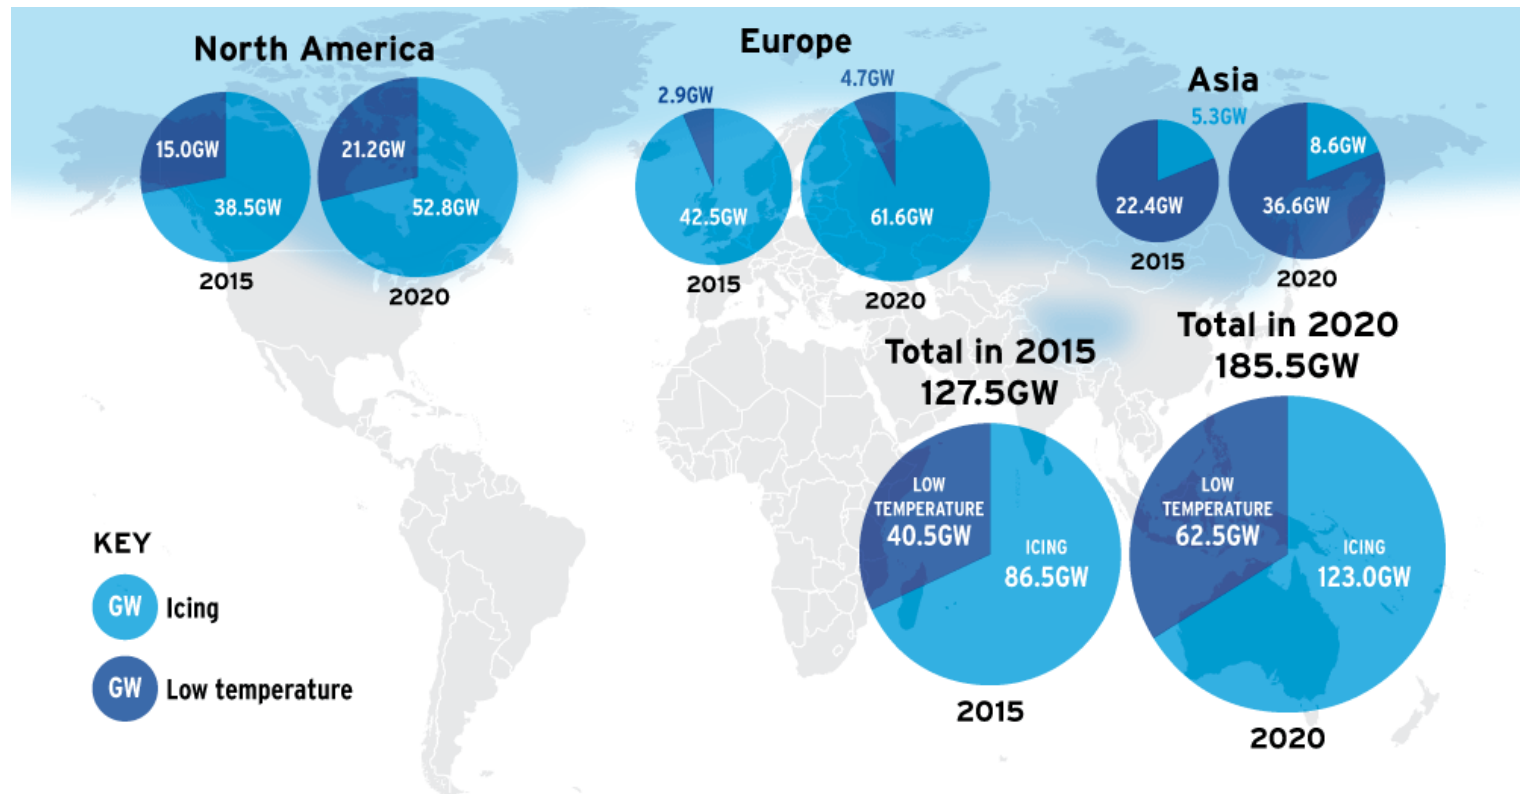 North America
15.0GW
38.5GW
2015
21.2GW
52.8GW
2020
Europe
2.9GW
42.5GW
2015
4.7GW
61.6GW
2020
Asia
5.3GW
22.4GW
2015
8.6GW
36.6GW
2020
Total in 2015
127.5GW
LOW
TEMPERATURE
40.5GW
ICING
86.5GW
2015
Total in 2020
185.5GW
LOW
TEMPERATURE
62.5GW
ICING
123.0GW
2020
KEY
GW Icing
GW Low temperature